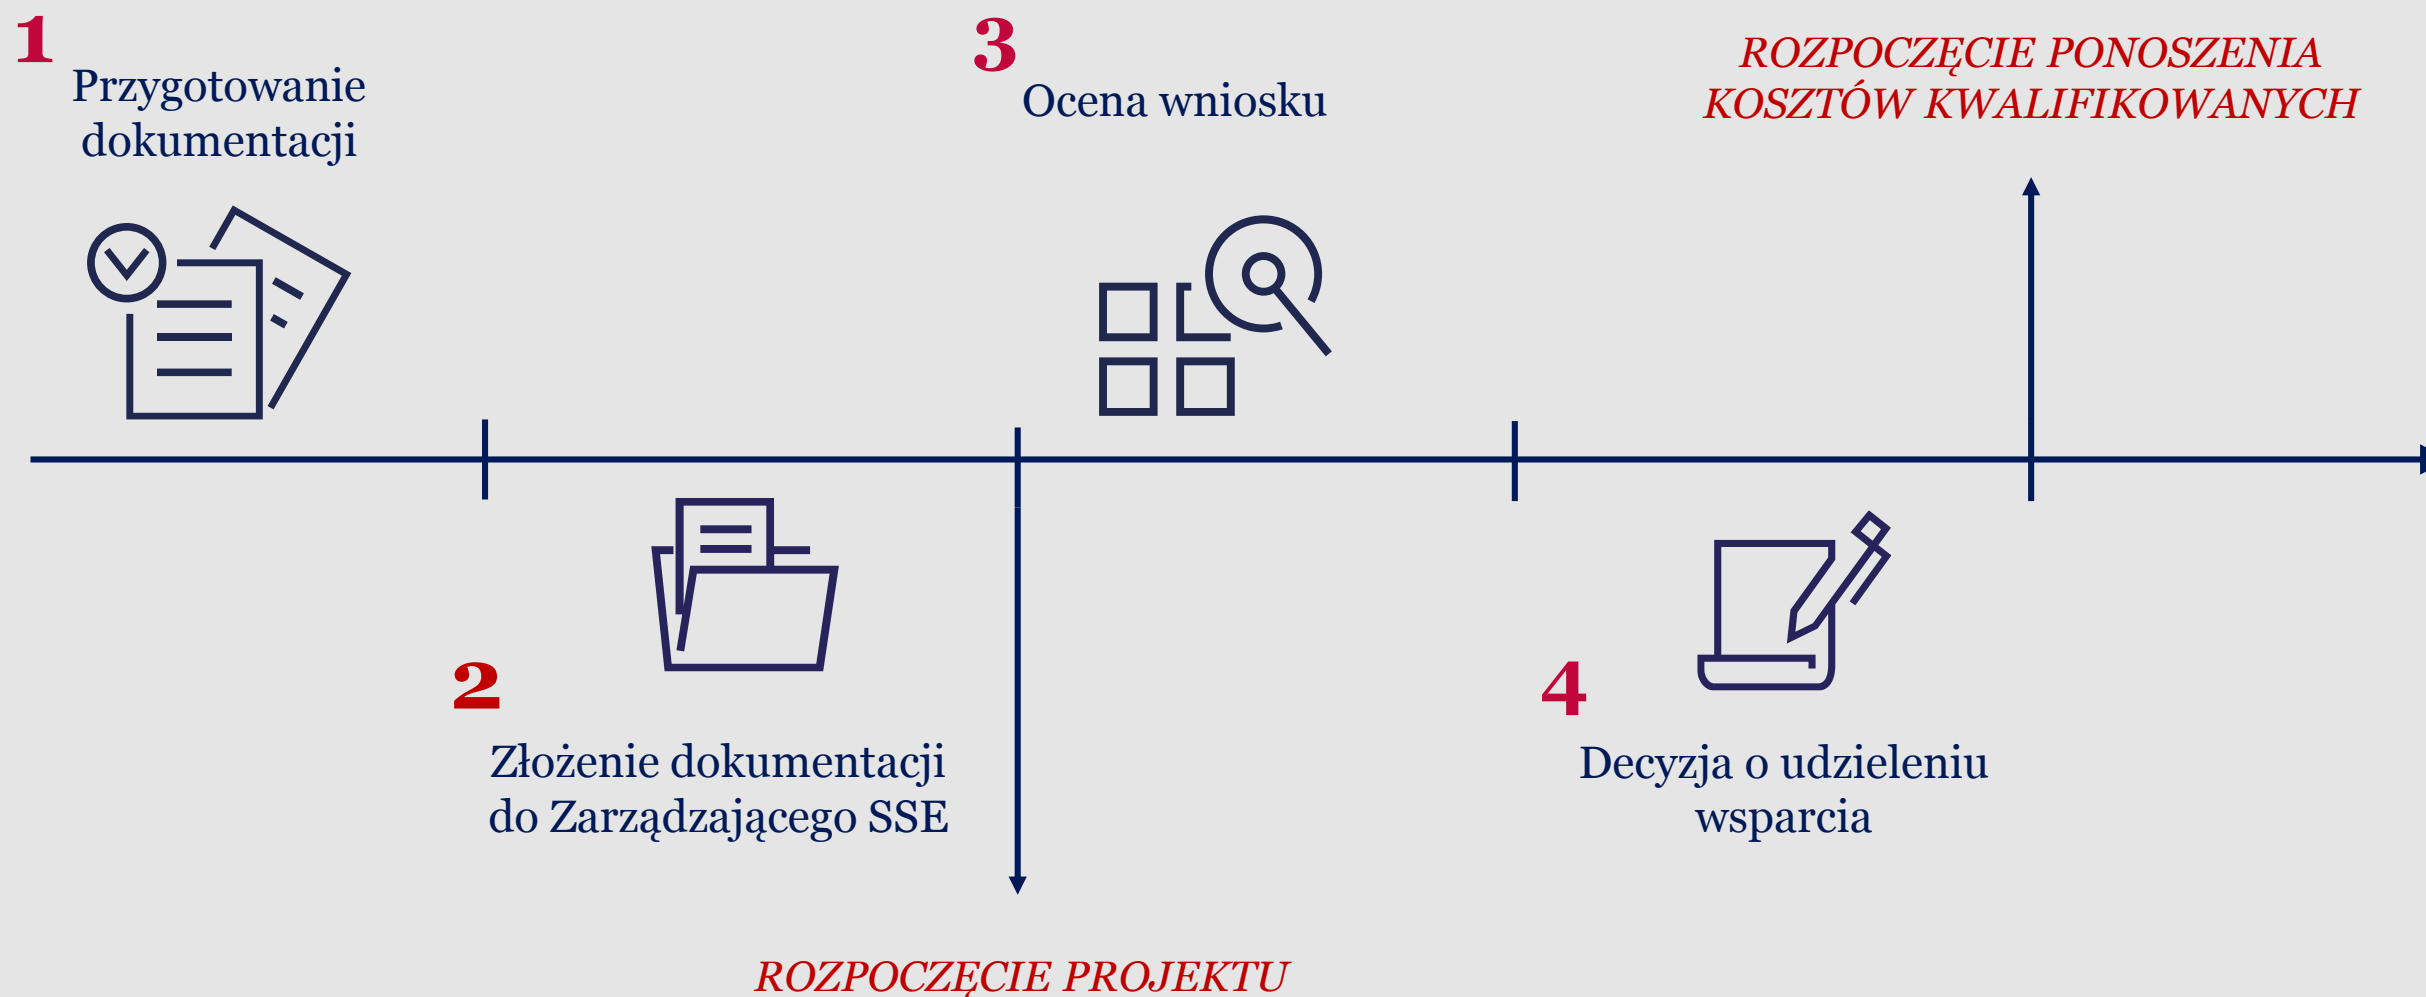 1
Przygotowanie
dokumentacji
2
Złożenie dokumentacji
do Zarządzającego SSE
ROZPOCZĘCIE PROJEKTU
3
Ocena wniosku
4
Decyzja o udzieleniu
wsparcia
ROZPOCZĘCIE PONOSZENIA
KOSZTÓW KWALIFIKOWANYCH